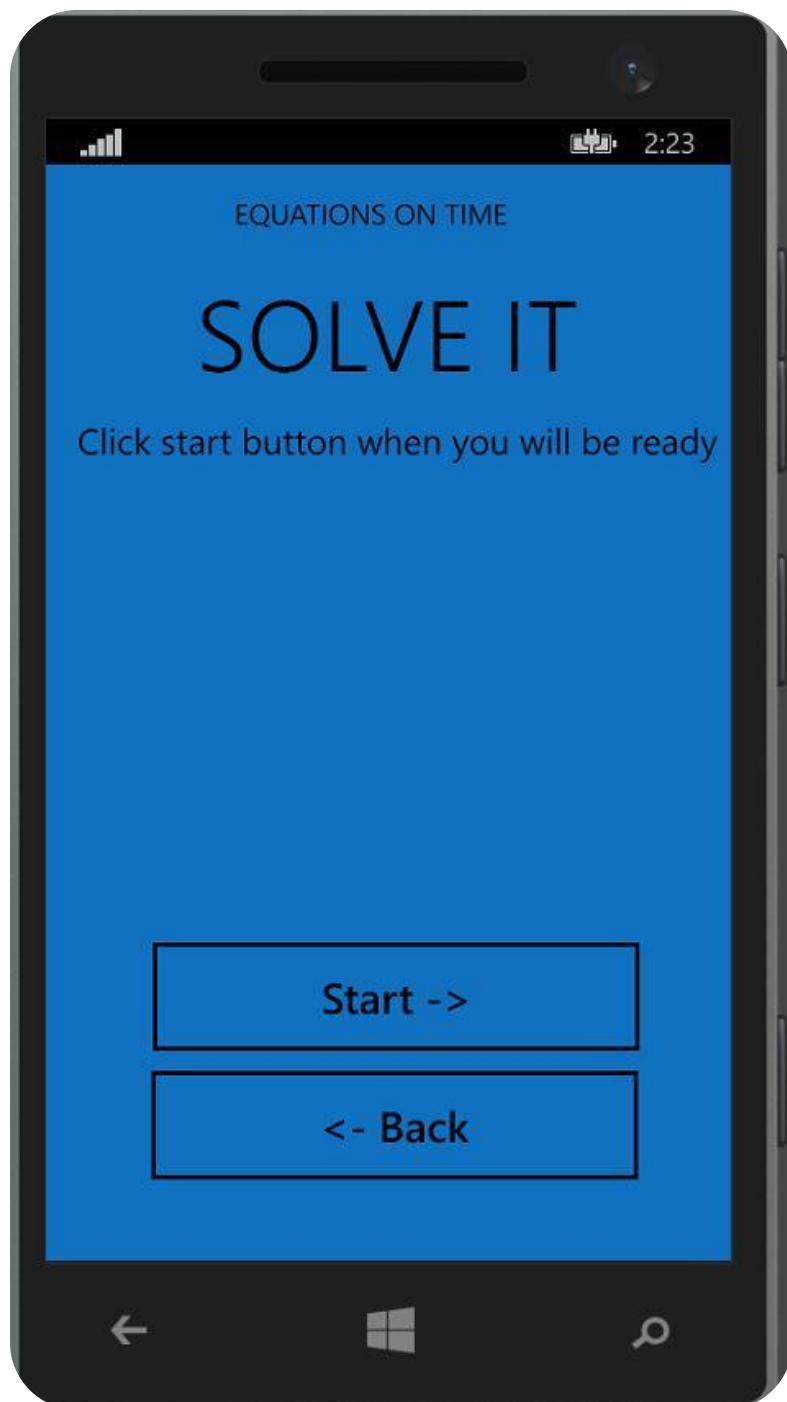 2:23
EQUATIONS ON TIME
SOLVE IT
Click start button when you will be ready
Start ->
<- Back